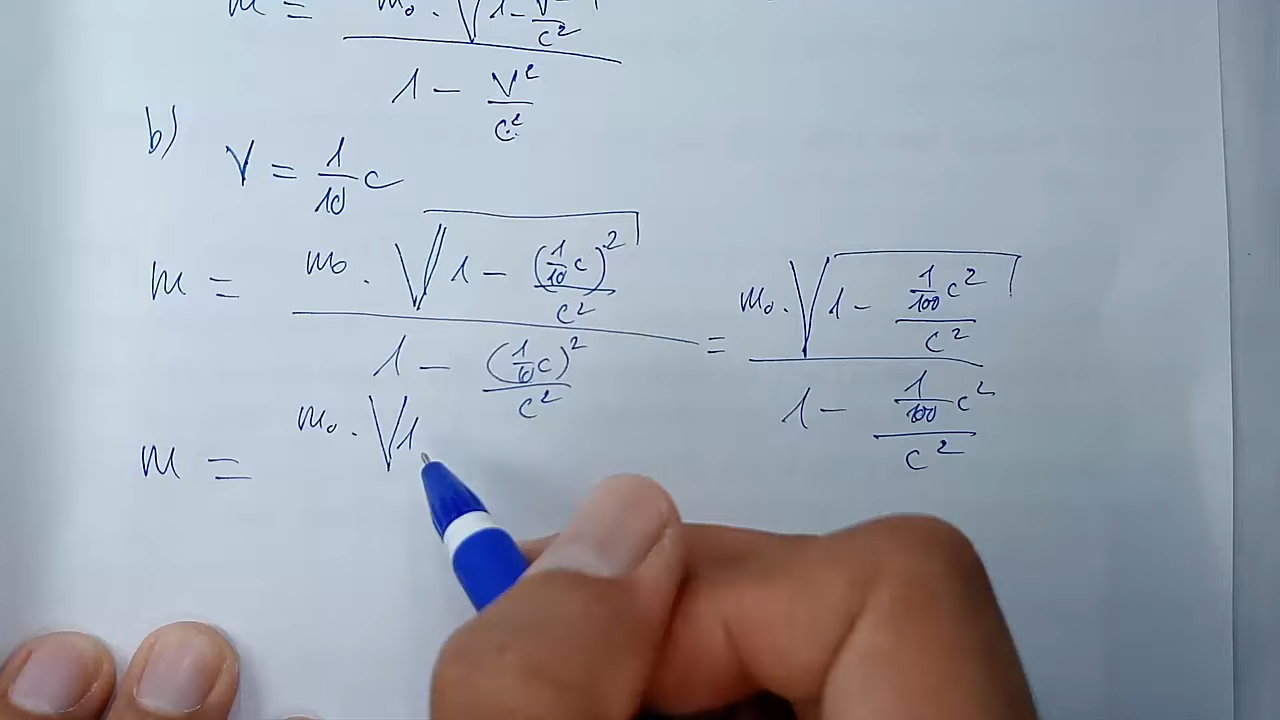 m = m₀ · √(1 - V²/c²) / (1 - V²/c²)
b)
V = 1/10 c
m = m₀ · √(1 - (1/10 c)²/c²) / (1 - (1/10 c)²/c²) = m₀ · √(1 - 1/100 c²/c²) / (1 - 1/100 c²/c²)
m = m₀ · √1